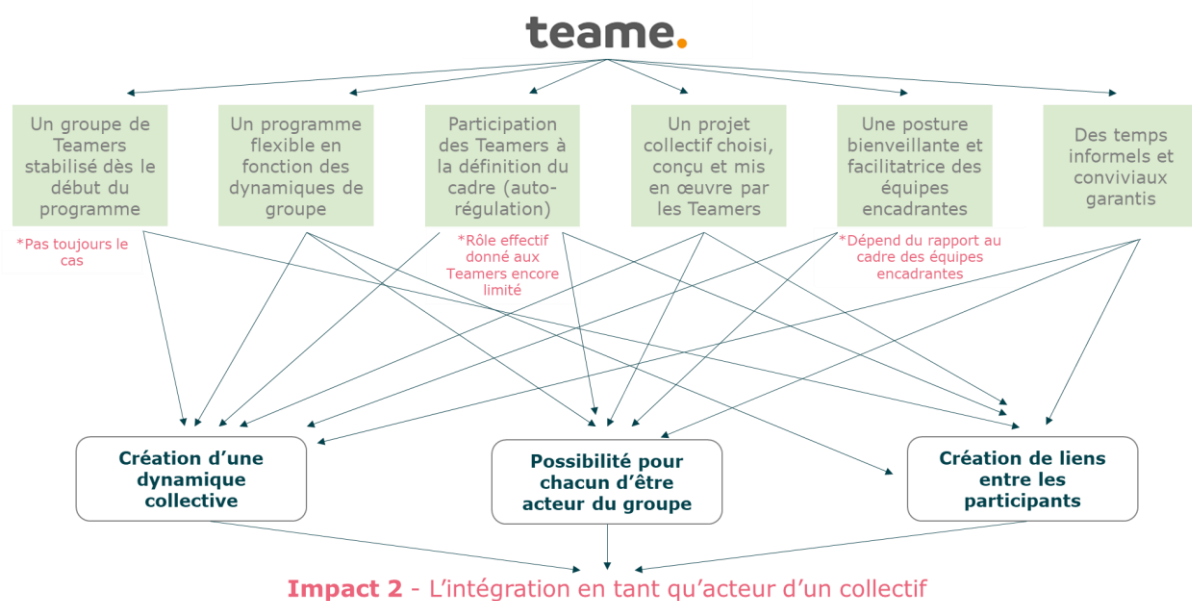 teame.
Un groupe de
Teamers
stabilisé dès le
début du
programme
*Pas toujours le
cas
Un programme
flexible en
fonction des
dynamiques de
groupe
Participation
des Teamers à
la définition du
cadre (auto-
régulation)
*Rôle effectif
donné aux
Teamers encore
limité
Un projet
collectif choisi,
conçu et mis
en œuvre par
les Teamers
Une posture
bienveillante et
facilitatrice des
équipes
encadrantes
*Dépend du rapport au
cadre des équipes
encadrantes
Des temps
informels et
conviviaux
garantis
Création d’une
dynamique
collective
Possibilité pour
chacun d’être
acteur du groupe
Création de liens
entre les
participants
Impact 2 - L’intégration en tant qu’acteur d’un collectif